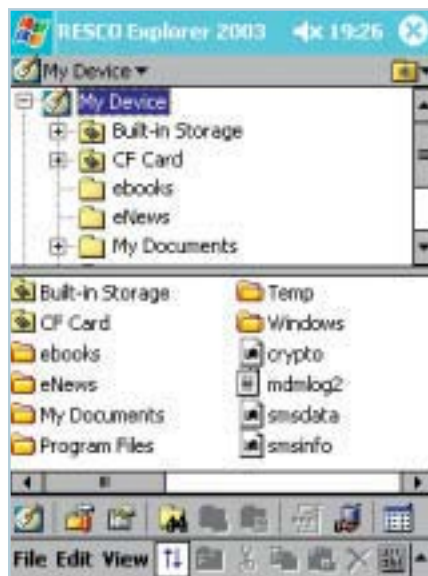 RESCO Explorer 2003 19:26
My Device
My Device
Built-in Storage
CF Card
ebooks
eNews
My Documents
Built-in Storage
CF Card
ebooks
eNews
My Documents
Program Files
Temp
Windows
crypto
mdmlog2
smsdata
smsinfo
File Edit View